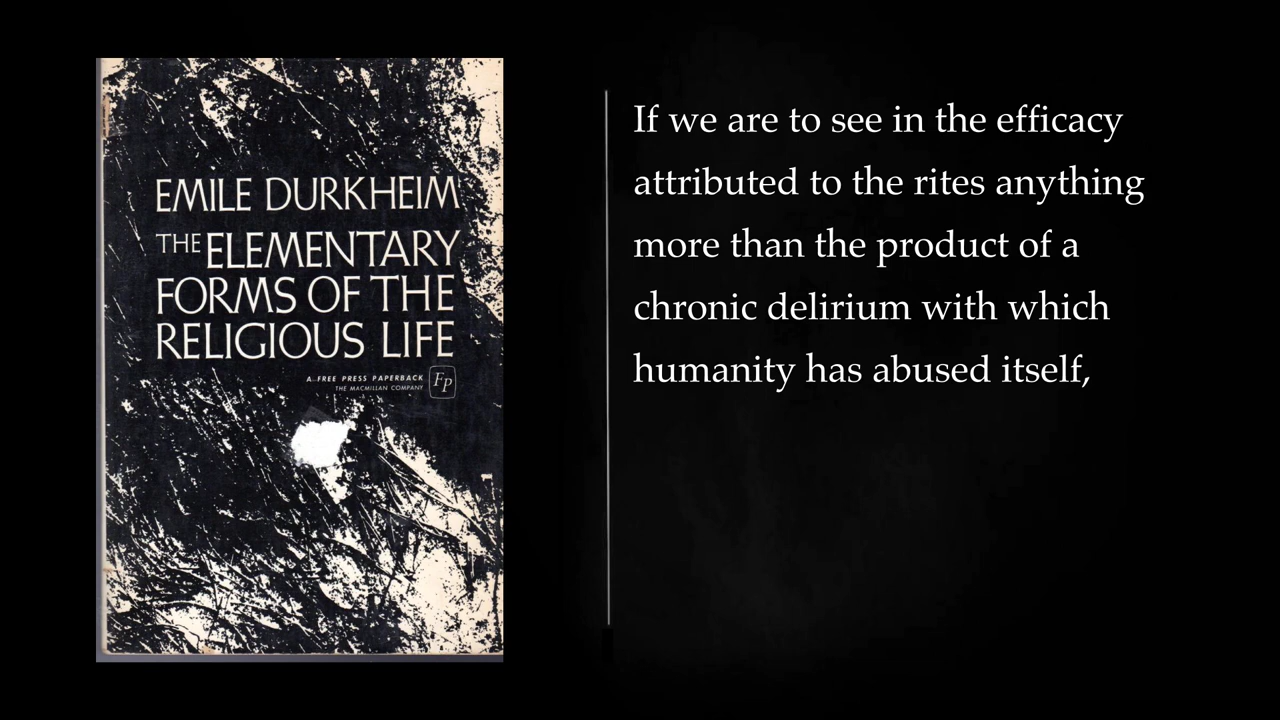 EMILE DURKHEIM
THE ELEMENTARY
FORMS OF THE
RELIGIOUS LIFE
A FREE PRESS PAPERBACK
THE MACMILLAN COMPANY
Fp
If we are to see in the efficacy
attributed to the rites anything
more than the product of a
chronic delirium with which
humanity has abused itself,